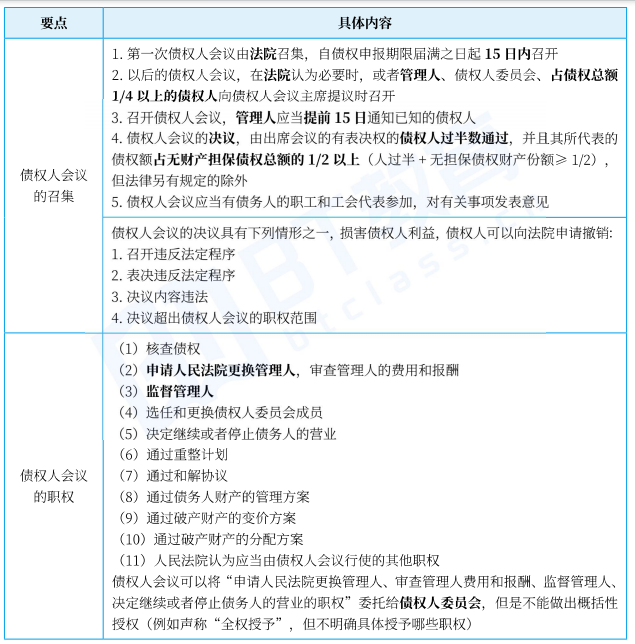 要点 具体内容
债权人会议
的召集
1. 第一次债权人会议由法院召集，自债权申报期限届满之日起 15 日内召开
2. 以后的债权人会议，在法院认为必要时，或者管理人、债权人委员会、占债权总额
1/4 以上的债权人向债权人会议主席提议时召开
3. 召开债权人会议，管理人应当提前 15 日通知已知的债权人
4. 债权人会议的决议，由出席会议的有表决权的债权人过半数通过，并且其所代表的
债权额占无财产担保债权总额的 1/2 以上（人过半 + 无担保债权财产份额≥ 1/2），
但法律另有规定的除外
5. 债权人会议应当有债务人的职工和工会代表参加，对有关事项发表意见
债权人会议的决议具有下列情形之一，损害债权人利益，债权人可以向法院申请撤销：
1. 召开违反法定程序
2. 表决违反法定程序
3. 决议内容违法
4. 决议超出债权人会议的职权范围
债权人会议
的职权
（1）核查债权
（2）申请人民法院更换管理人，审查管理人的费用和报酬
（3）监督管理人
（4）选任和更换债权人委员会成员
（5）决定继续或者停止债务人的营业
（6）通过重整计划
（7）通过和解协议
（8）通过债务人财产的管理方案
（9）通过破产财产的变价方案
（10）通过破产财产的分配方案
（11）人民法院认为应当由债权人会议行使的其他职权
债权人会议可以将“申请人民法院更换管理人、审查管理人费用和报酬、监督管理人、
决定继续或者停止债务人的营业的职权”委托给债权人委员会，但是不能做出概括性
授权（例如声称“全权授予”，但不明确具体授予哪些职权）